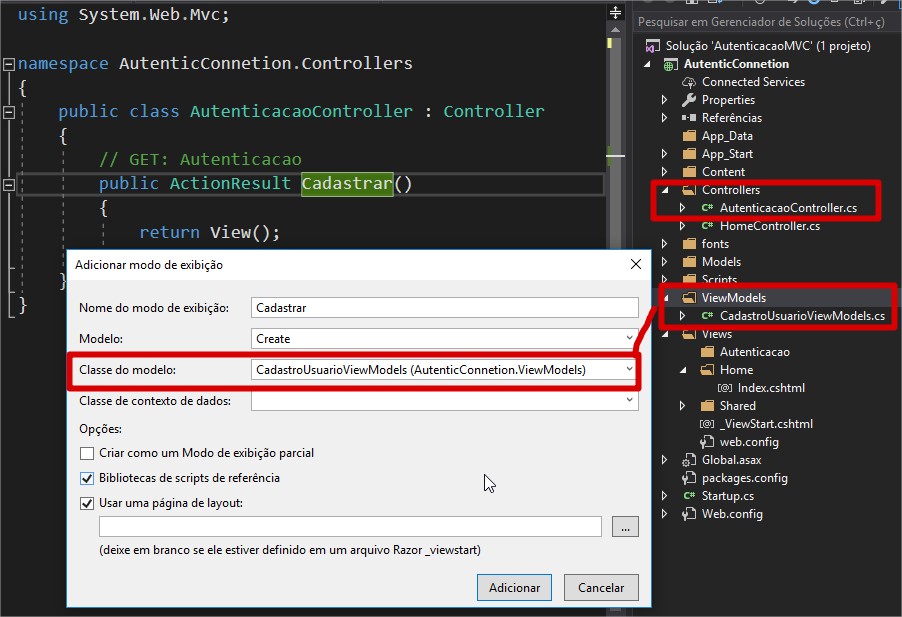 using System.Web.Mvc;
namespace AutenticConnetion.Controllers
{
public class AutenticacaoController : Controller
{
// GET: Autenticacao
public ActionResult Cadastrar()
{
return View();
}
}
Adicionar modo de exibição
Nome do modo de exibição:
Cadastrar
Modelo:
Create
Classe do modelo:
CadastroUsuarioViewModels (AutenticConnetion.ViewModels)
Classe de contexto de dados:
Opções:
Criar como um Modo de exibição parcial
Bibliotecas de scripts de referência
Usar uma página de layout:
...
(deixe em branco se ele estiver definido em um arquivo Razor _viewstart)
Adicionar
Cancelar
Pesquisar em Gerenciador de Soluções (Ctrl+ç)
Solução 'AutenticacaoMVC' (1 projeto)
AutenticConnetion
Connected Services
Properties
Referências
App_Data
App_Start
Content
Controllers
C# AutenticacaoController.cs
C# HomeController.cs
fonts
Models
Scripts
ViewModels
C# CadastroUsuarioViewModels.cs
Views
Autenticacao
Home
[@] Index.cshtml
Shared
[@] _ViewStart.cshtml
web.config
Global.asax
packages.config
C# Startup.cs
Web.config